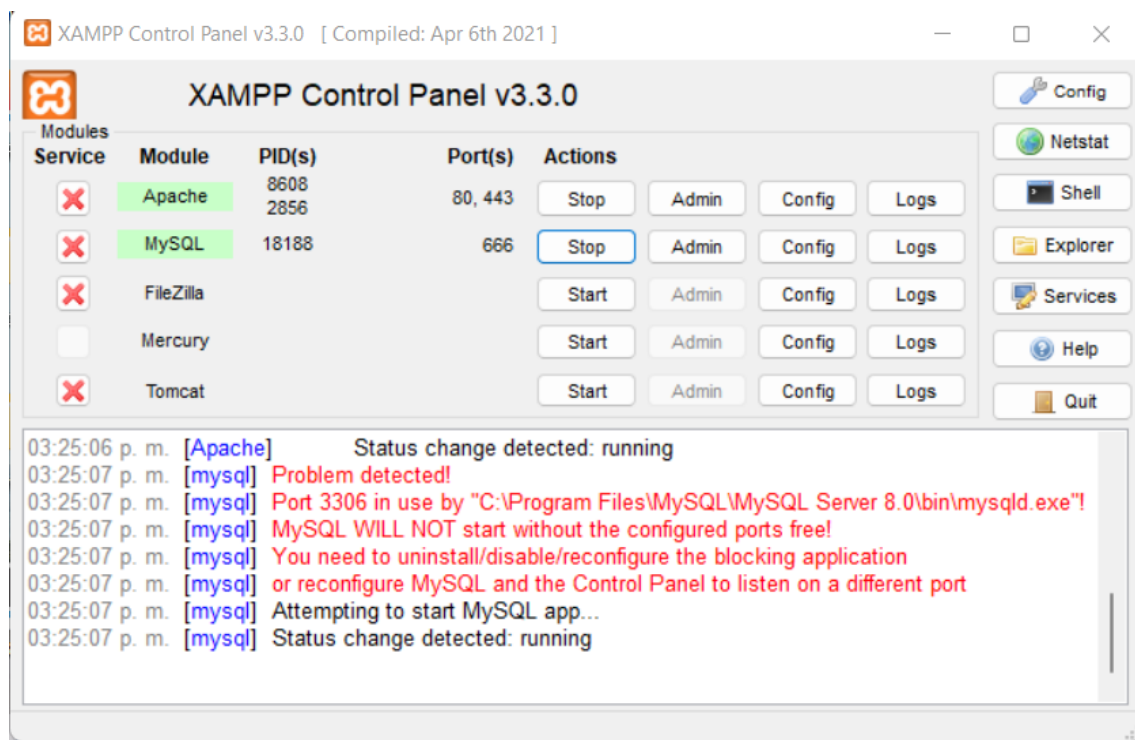 XAMPP Control Panel v3.3.0 [ Compiled: Apr 6th 2021 ]
XAMPP Control Panel v3.3.0
Config
Modules
Service Module PID(s) Port(s) Actions
Netstat
Apache 8608 2856 80, 443 Stop Admin Config Logs
Shell
MySQL 18188 666 Stop Admin Config Logs
Explorer
FileZilla Start Admin Config Logs
Services
Mercury Start Admin Config Logs
Help
Tomcat Start Admin Config Logs
Quit
03:25:06 p. m. [Apache] Status change detected: running
03:25:07 p. m. [mysql] Problem detected!
03:25:07 p. m. [mysql] Port 3306 in use by "C:\Program Files\MySQL\MySQL Server 8.0\bin\mysqld.exe"!
03:25:07 p. m. [mysql] MySQL WILL NOT start without the configured ports free!
03:25:07 p. m. [mysql] You need to uninstall/disable/reconfigure the blocking application
03:25:07 p. m. [mysql] or reconfigure MySQL and the Control Panel to listen on a different port
03:25:07 p. m. [mysql] Attempting to start MySQL app...
03:25:07 p. m. [mysql] Status change detected: running